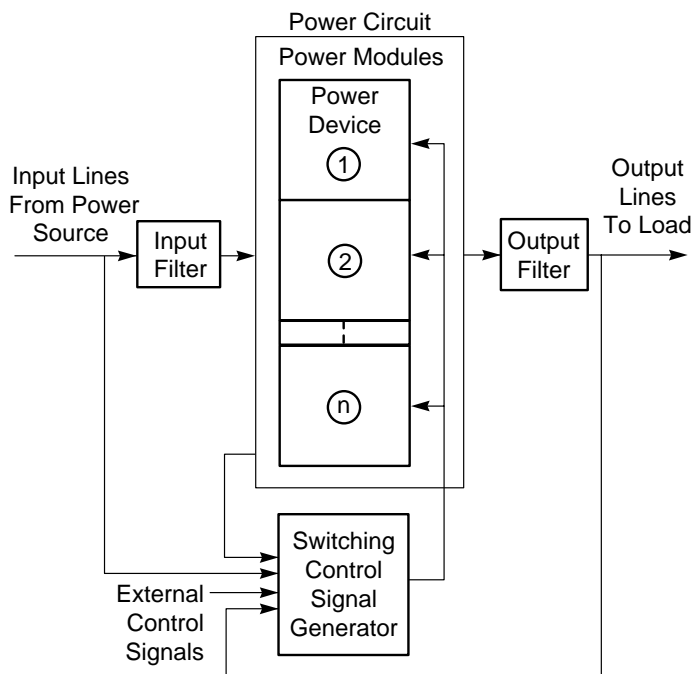 Power Circuit
Power Modules
Power
Device
1
Input Lines
From Power
Source
Input
Filter
2
Output
Filter
Output
Lines
To Load
n
Switching
Control
Signal
Generator
External
Control
Signals